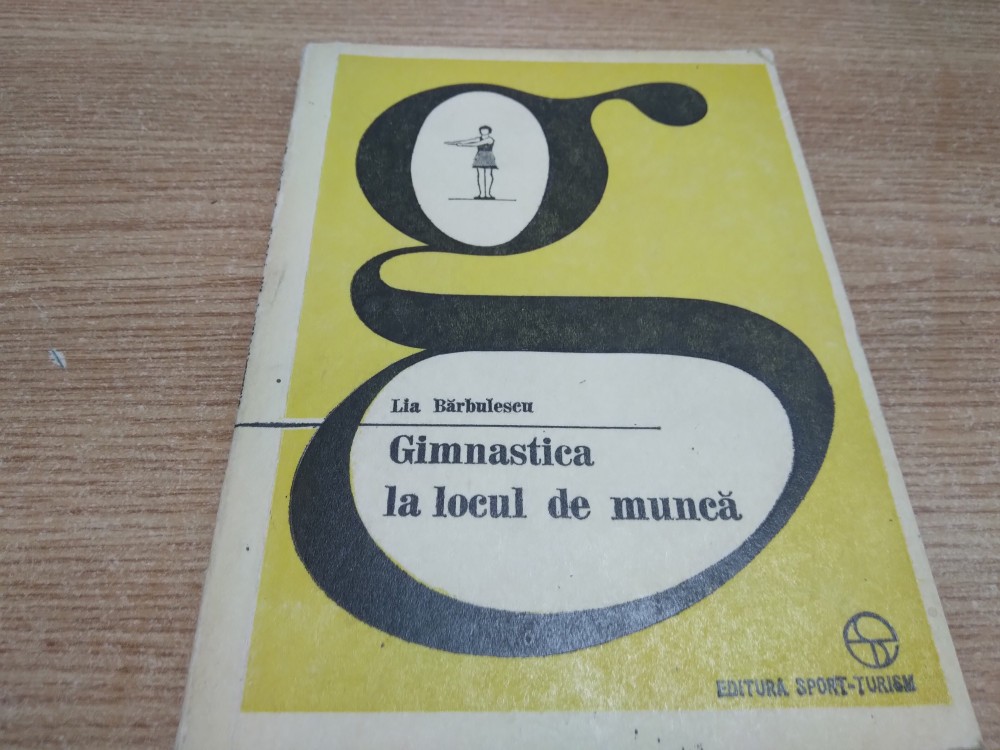 g
Lia Bărbulescu
Gimnastica
la locul de muncă
EDITURA SPORT-TURISM